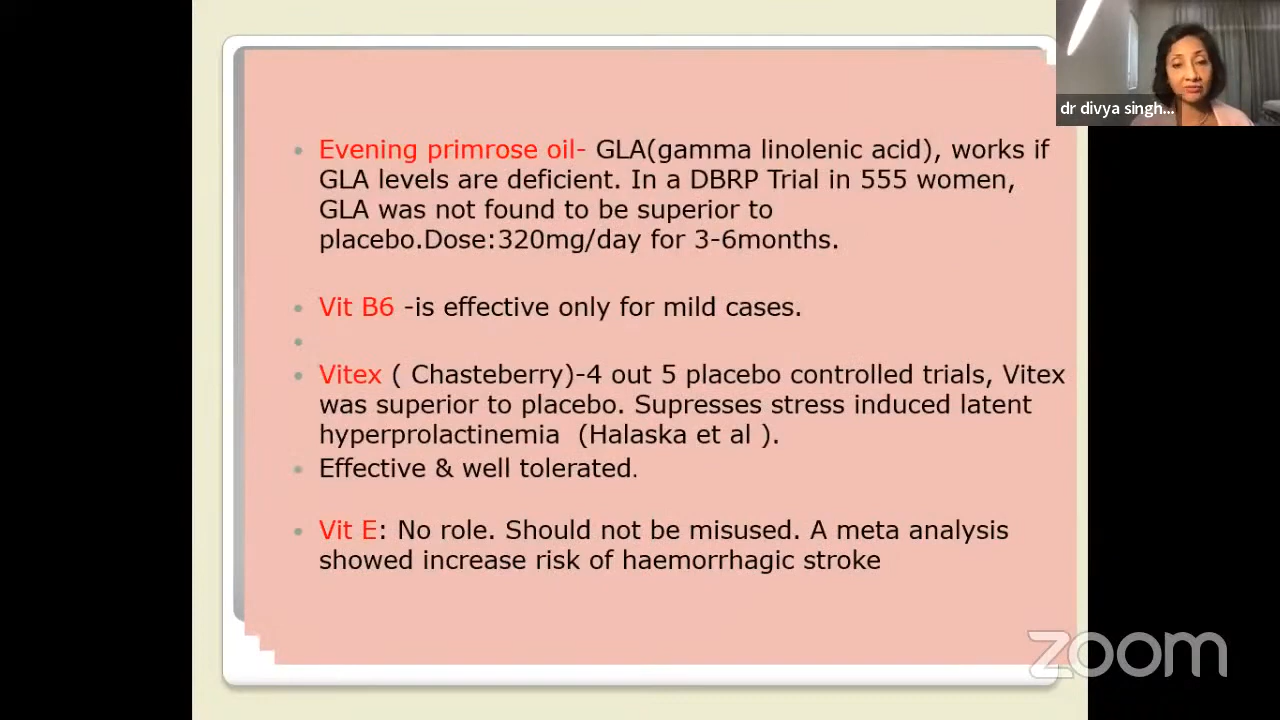 dr divya singh...
Evening primrose oil- GLA(gamma linolenic acid), works if
GLA levels are deficient. In a DBRP Trial in 555 women,
GLA was not found to be superior to
placebo.Dose:320mg/day for 3-6months.
Vit B6 -is effective only for mild cases.
Vitex ( Chasteberry)-4 out 5 placebo controlled trials, Vitex
was superior to placebo. Supresses stress induced latent
hyperprolactinemia (Halaska et al ).
Effective & well tolerated.
Vit E: No role. Should not be misused. A meta analysis
showed increase risk of haemorrhagic stroke
zoom